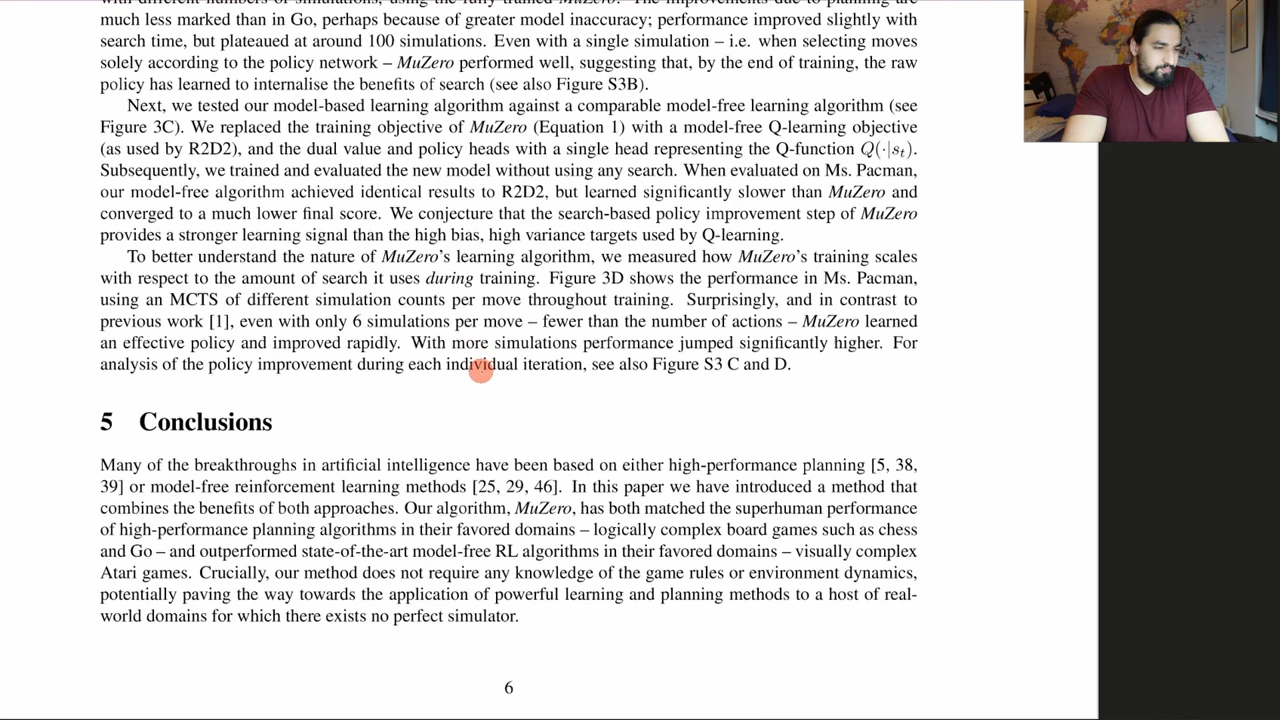 with different numbers of simulations, using the fully trained MuZero. The improvements due to planning are
much less marked than in Go, perhaps because of greater model inaccuracy; performance improved slightly with
search time, but plateaued at around 100 simulations. Even with a single simulation – i.e. when selecting moves
solely according to the policy network – MuZero performed well, suggesting that, by the end of training, the raw
policy has learned to internalise the benefits of search (see also Figure S3B).
Next, we tested our model-based learning algorithm against a comparable model-free learning algorithm (see
Figure 3C). We replaced the training objective of MuZero (Equation 1) with a model-free Q-learning objective
(as used by R2D2), and the dual value and policy heads with a single head representing the Q-function Q(·|s_t).
Subsequently, we trained and evaluated the new model without using any search. When evaluated on Ms. Pacman,
our model-free algorithm achieved identical results to R2D2, but learned significantly slower than MuZero and
converged to a much lower final score. We conjecture that the search-based policy improvement step of MuZero
provides a stronger learning signal than the high bias, high variance targets used by Q-learning.
To better understand the nature of MuZero's learning algorithm, we measured how MuZero's training scales
with respect to the amount of search it uses during training. Figure 3D shows the performance in Ms. Pacman,
using an MCTS of different simulation counts per move throughout training. Surprisingly, and in contrast to
previous work [1], even with only 6 simulations per move – fewer than the number of actions – MuZero learned
an effective policy and improved rapidly. With more simulations performance jumped significantly higher. For
analysis of the policy improvement during each individual iteration, see also Figure S3 C and D.
5 Conclusions
Many of the breakthroughs in artificial intelligence have been based on either high-performance planning [5, 38,
39] or model-free reinforcement learning methods [25, 29, 46]. In this paper we have introduced a method that
combines the benefits of both approaches. Our algorithm, MuZero, has both matched the superhuman performance
of high-performance planning algorithms in their favored domains – logically complex board games such as chess
and Go – and outperformed state-of-the-art model-free RL algorithms in their favored domains – visually complex
Atari games. Crucially, our method does not require any knowledge of the game rules or environment dynamics,
potentially paving the way towards the application of powerful learning and planning methods to a host of real-
world domains for which there exists no perfect simulator.
6